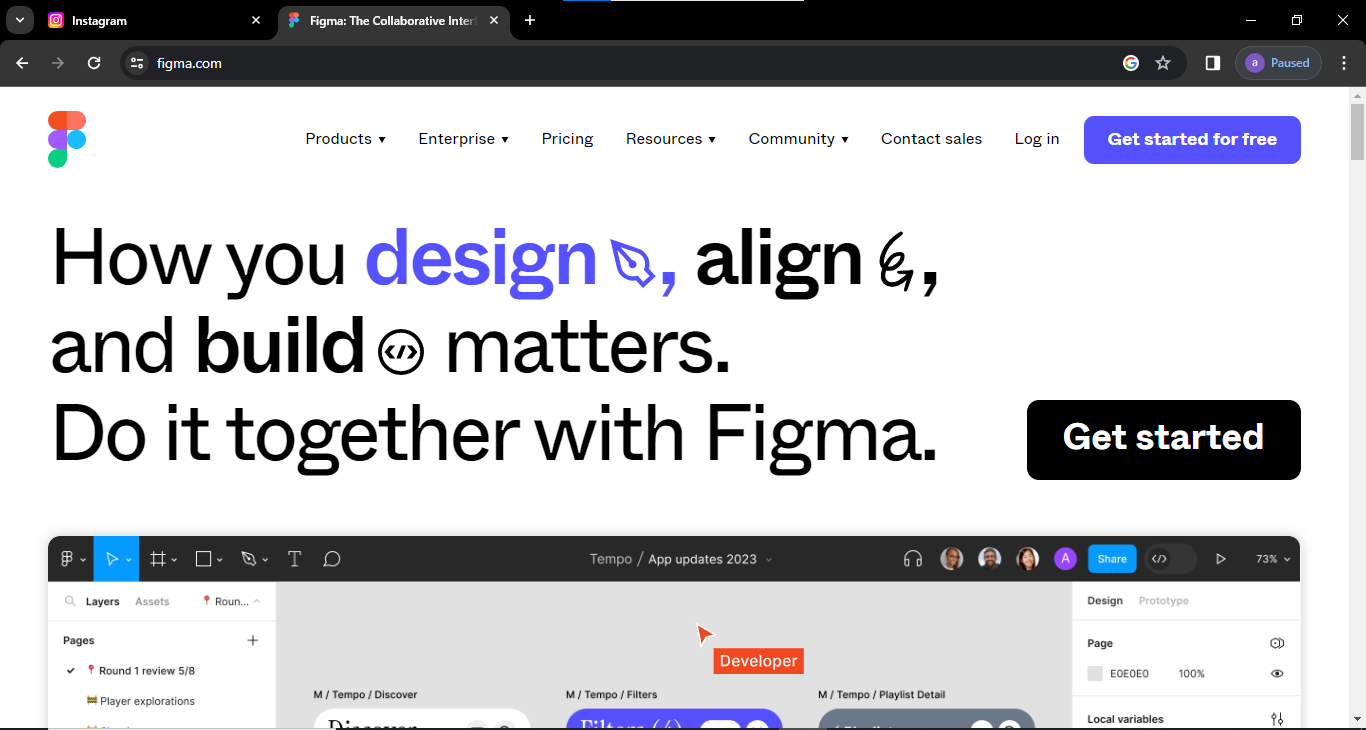 Instagram
Figma: The Collaborative Interf
figma.com
a Paused
Products Enterprise Pricing Resources Community Contact sales Log in Get started for free
How you design, align,
and build </> matters.
Do it together with Figma.
Get started
Tempo / App updates 2023
A
Share
</>
73%
Layers Assets Roun...
Design Prototype
Pages
Page
Round 1 review 5/8
E0E0E0 100%
Player explorations
Developer
M / Tempo / Discover
M / Tempo / Filters
M / Tempo / Playlist Detail
Discover
Filters (4)
Local variables